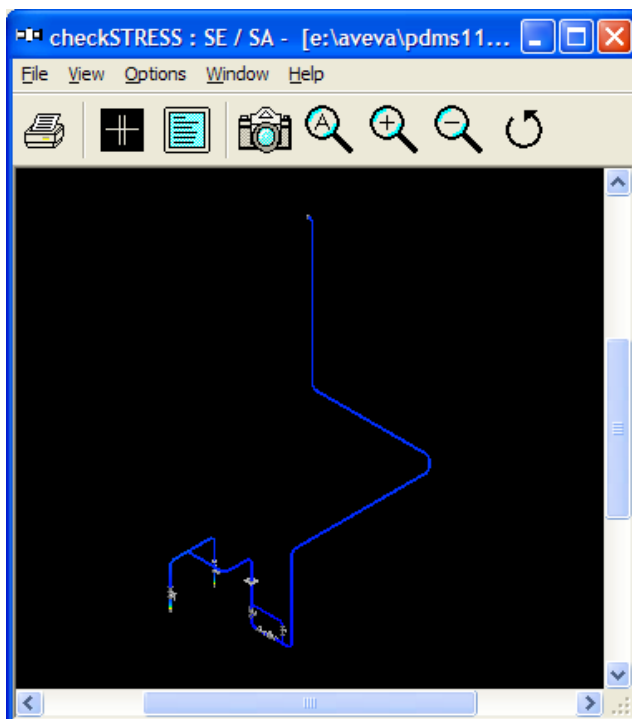 checkSTRESS : SE / SA - [e:\aveva\pdms11...
File View Options Window Help
A